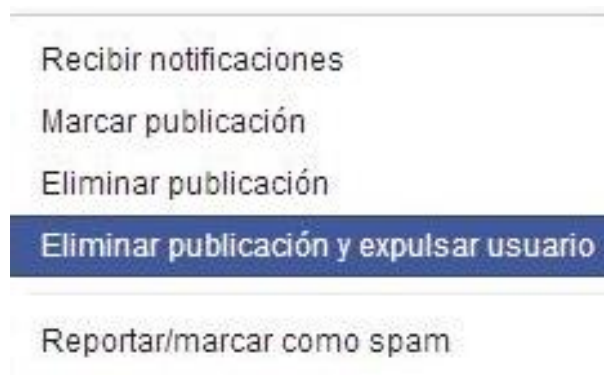 Recibir notificaciones
Marcar publicación
Eliminar publicación
Eliminar publicación y expulsar usuario
Reportar/marcar como spam